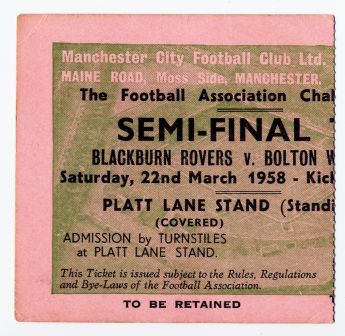 Manchester City Football Club Ltd.
MAINE ROAD, Moss Side, MANCHESTER.
The Football Association Chal
SEMI-FINAL T
BLACKBURN ROVERS v. BOLTON W
Saturday, 22nd March 1958 - Kick
PLATT LANE STAND (Standi
(COVERED)
ADMISSION by TURNSTILES
at PLATT LANE STAND.
This Ticket is issued subject to the Rules, Regulations
and Bye-Laws of the Football Association.
TO BE RETAINED